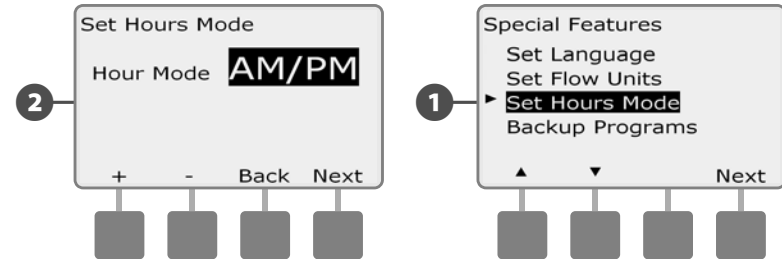 Set Hours Mode
Hour Mode AM/PM
+ - Back Next
2
Special Features
Set Language
Set Flow Units
► Set Hours Mode
Backup Programs
▲ ▼ Next
1